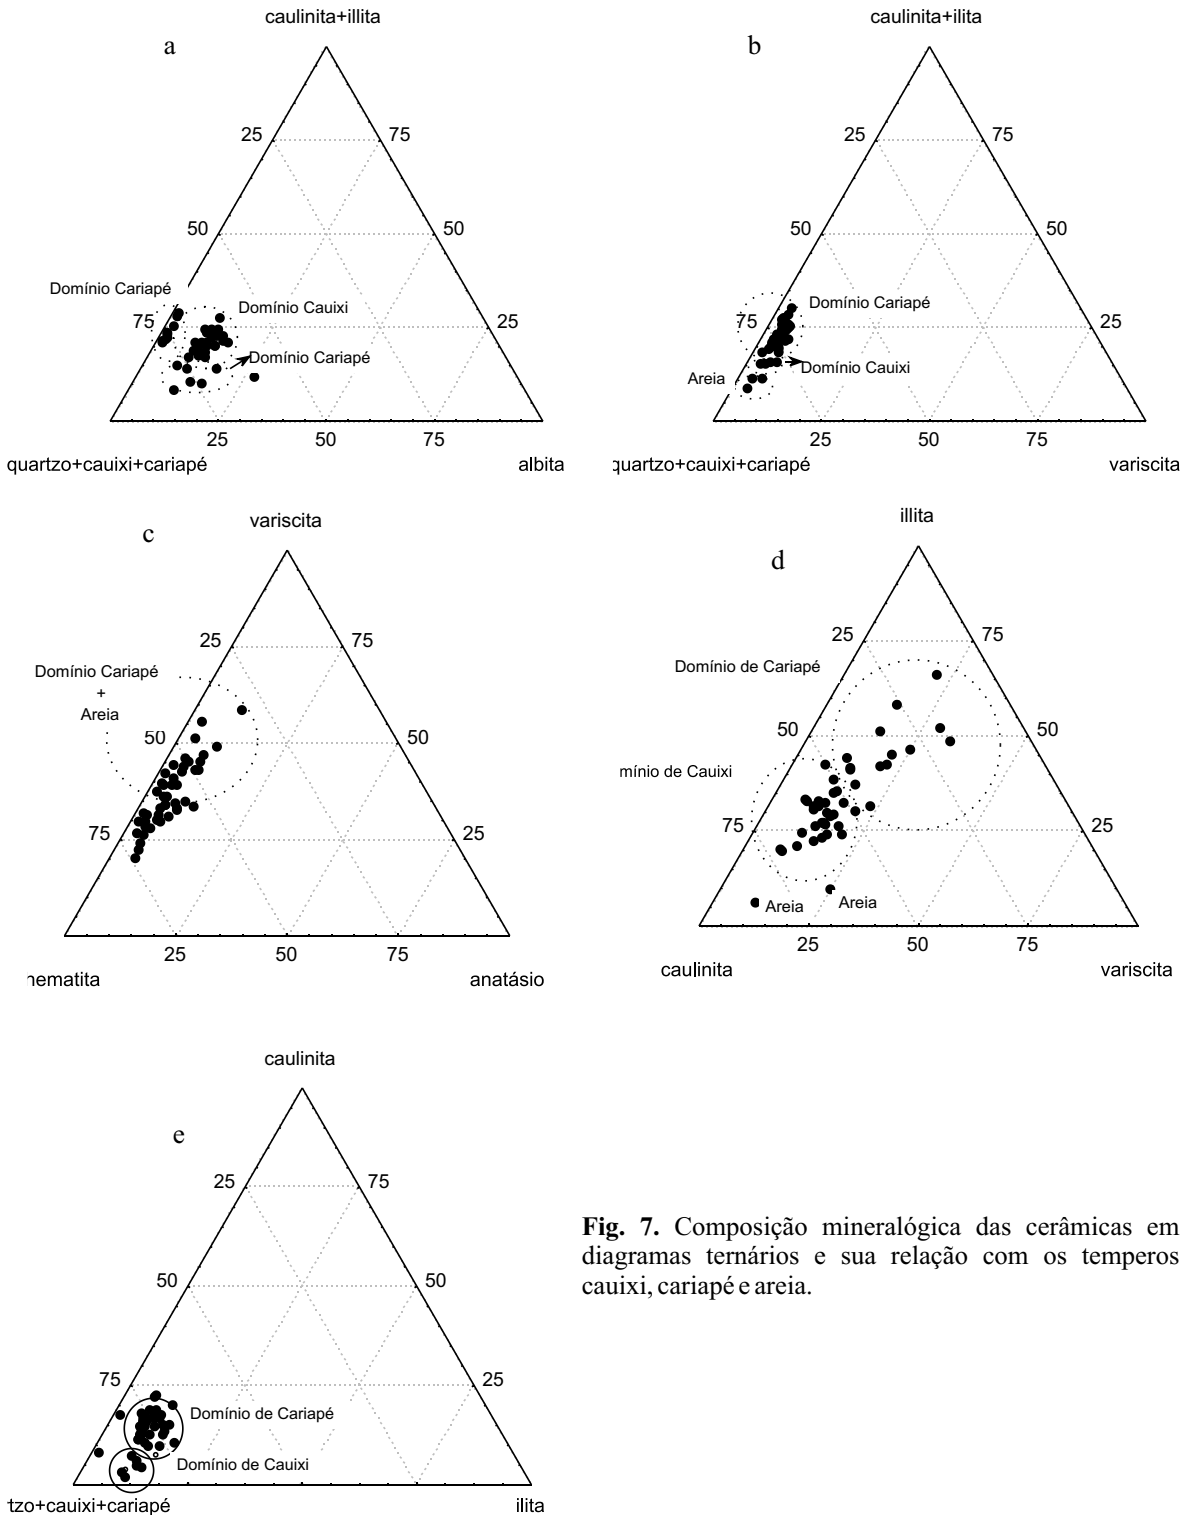 caulinita+illita
a
25
75
50
50
Domínio Cariapé
75
Domínio Cauixi
25
Domínio Cariapé
25
50
75
quartzo+cauixi+cariapé
albita
caulinita+ilita
b
25
75
50
50
Domínio Cariapé
75
25
Areia
Domínio Cauixi
25
50
75
quartzo+cauixi+cariapé
variscita
variscita
c
25
75
Domínio Cariapé
+
Areia
50
50
75
25
25
50
75
nematita
anatásio
illita
d
25
75
Domínio de Cariapé
50
50
mínio de Cauixi
75
25
Areia
Areia
25
50
75
caulinita
variscita
caulinita
e
25
75
50
50
75
25
Domínio de Cariapé
Domínio de Cauixi
tzo+cauixi+cariapé
ilita
Fig. 7. Composição mineralógica das cerâmicas em
diagramas ternários e sua relação com os temperos
cauixi, cariapé e areia.